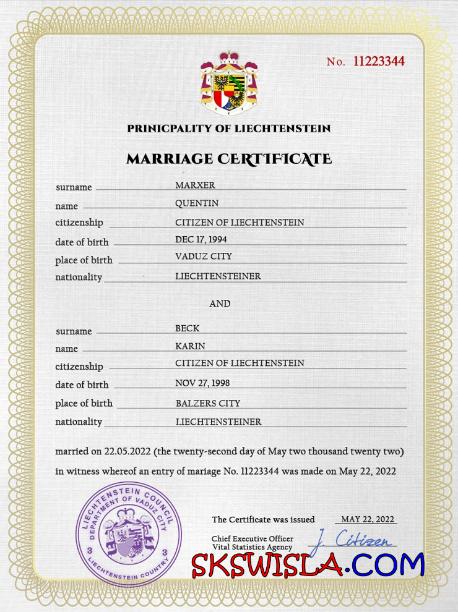 No. 11223344
PRINICPALITY OF LIECHTENSTEIN
MARRIAGE CERTIFICATE
surname MARXER
name QUENTIN
citizenship CITIZEN OF LIECHTENSTEIN
date of birth DEC 17, 1994
place of birth VADUZ CITY
nationality LIECHTENSTEINER
AND
surname BECK
name KARIN
citizenship CITIZEN OF LIECHTENSTEIN
date of birth NOV 27, 1998
place of birth BALZERS CITY
nationality LIECHTENSTEINER
married on 22.05.2022 (the twenty-second day of May two thousand twenty two)
in witness whereof an entry of mariage No. 11223344 was made on May 22, 2022
LIECHTENSTEIN COUNCIL
DEPARTMENT OF VADUZ CITY
3 3
LIECHTENSTEIN COUNTRY
The Certificate was issued MAY 22, 2022
Chief Executive Officer
Vital Statistics Agency J. Citizen
SKSWISLA.COM